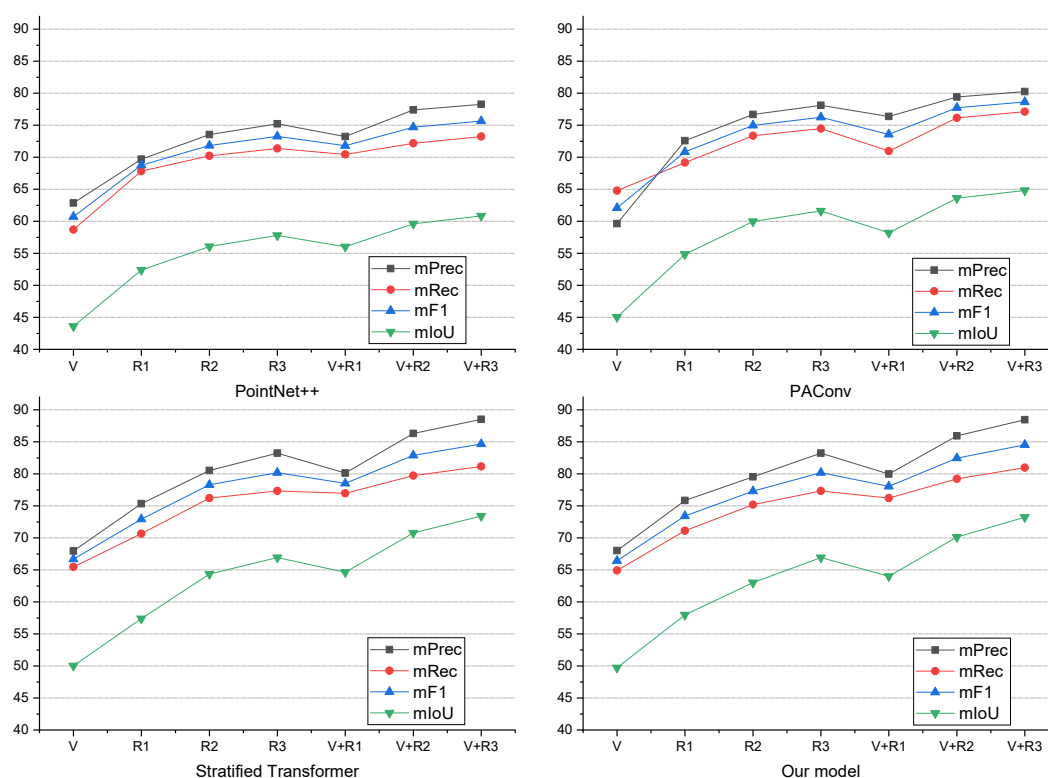 90
85
80
75
70
65
60
55
50
45
40
V R1 R2 R3 V+R1 V+R2 V+R3
PointNet++
mPrec
mRec
mF1
mIoU
90
85
80
75
70
65
60
55
50
45
40
V R1 R2 R3 V+R1 V+R2 V+R3
PAConv
mPrec
mRec
mF1
mIoU
90
85
80
75
70
65
60
55
50
45
40
V R1 R2 R3 V+R1 V+R2 V+R3
Stratified Transformer
mPrec
mRec
mF1
mIoU
90
85
80
75
70
65
60
55
50
45
40
V R1 R2 R3 V+R1 V+R2 V+R3
Our model
mPrec
mRec
mF1
mIoU